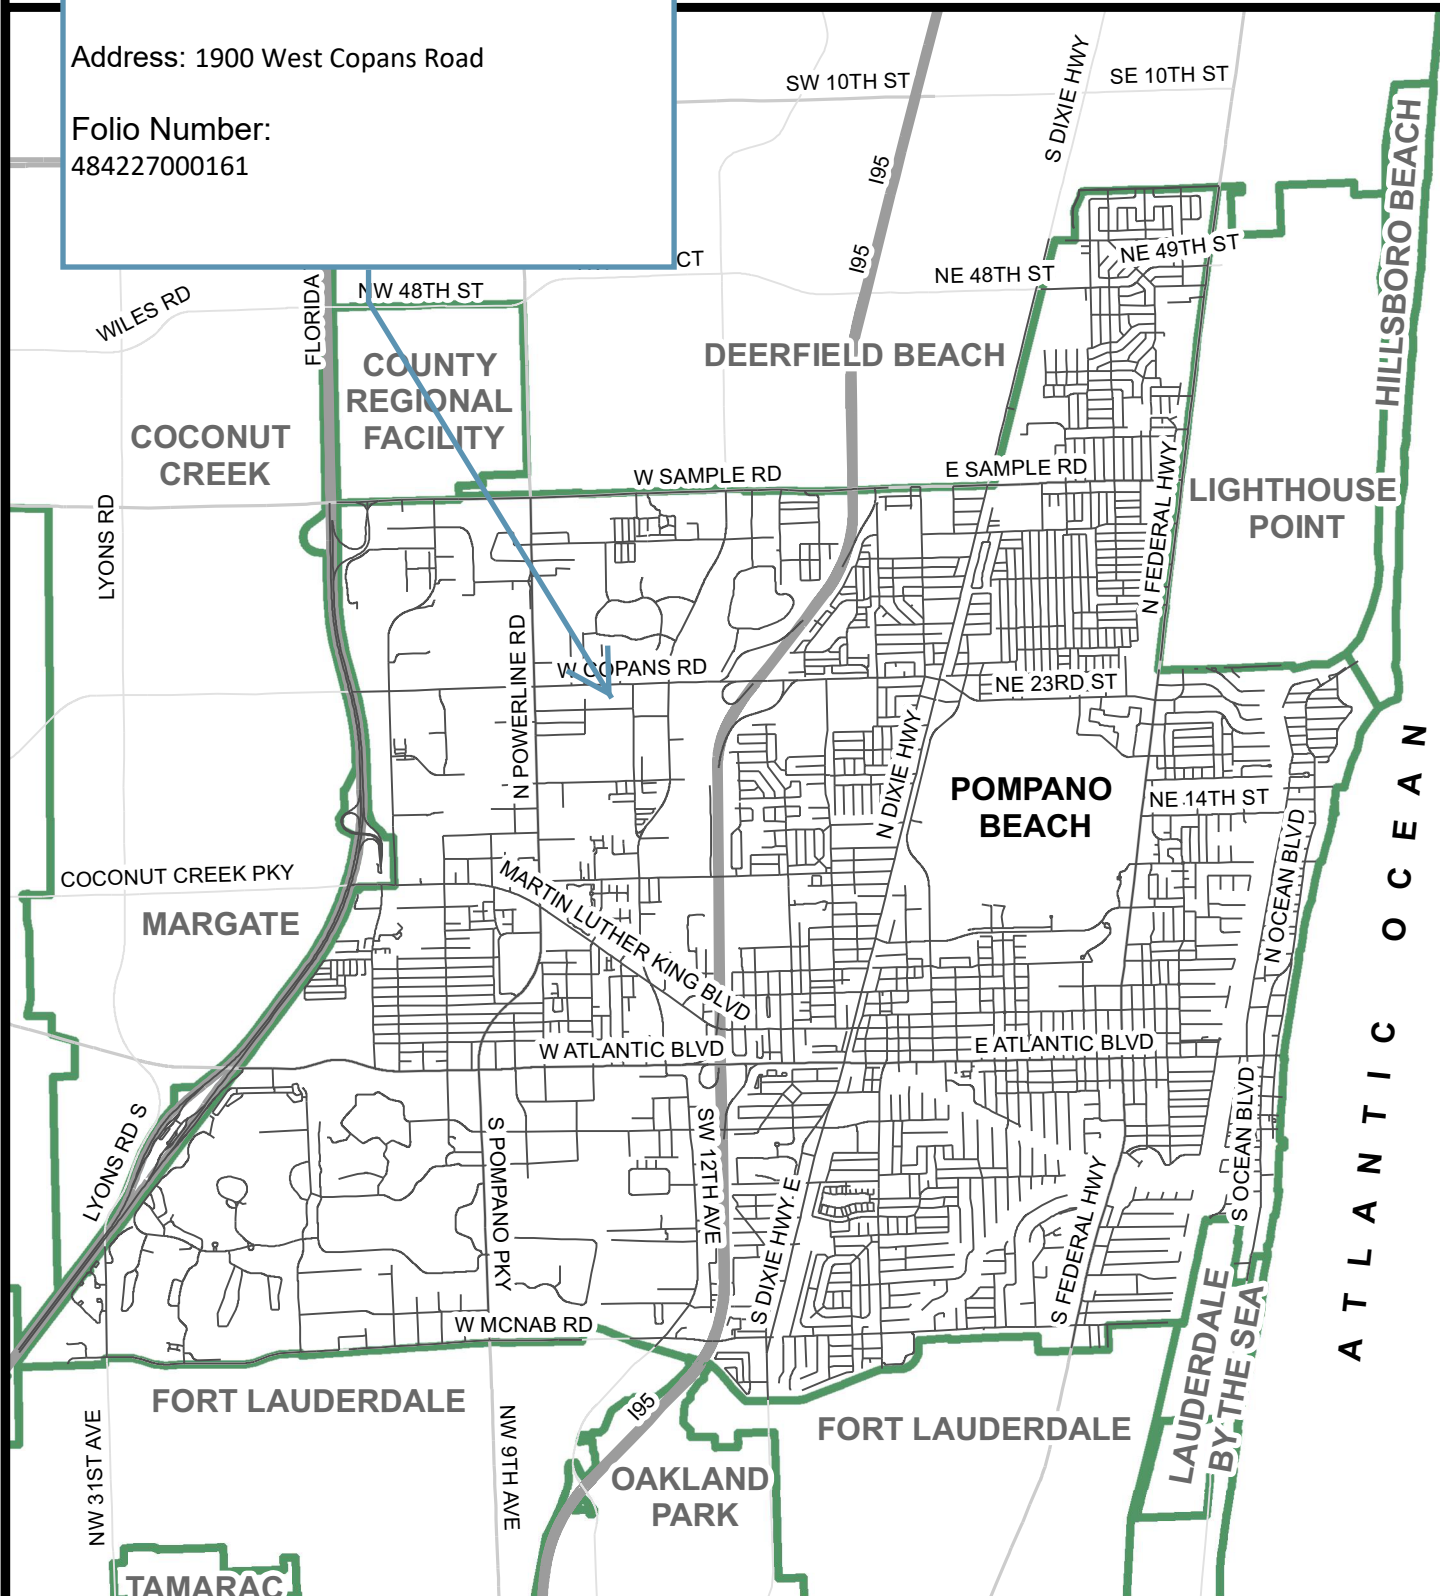 Address: 1900 West Copans Road
Folio Number:
484227000161
SW 10TH ST
SE 10TH ST
S DIXIE HWY
I95
I95
HILLSBORO BEACH
NE 49TH ST
NE 48TH ST
CT
NW 48TH ST
WILES RD
FLORIDA
COUNTY
REGIONAL
FACILITY
DEERFIELD BEACH
COCONUT
CREEK
LYONS RD
W SAMPLE RD
E SAMPLE RD
LIGHTHOUSE
POINT
N FEDERAL HWY
N POWERLINE RD
W COPANS RD
NE 23RD ST
N DIXIE HWY
POMPANO
BEACH
NE 14TH ST
N OCEAN BLVD
ATLANTIC OCEAN
COCONUT CREEK PKY
MARGATE
MARTIN LUTHER KING BLVD
W ATLANTIC BLVD
E ATLANTIC BLVD
LYONS RD S
S POMPANO PKY
SW 12TH AVE
S DIXIE HWY E
S FEDERAL HWY
S OCEAN BLVD
W MCNAB RD
LAUDERDALE
BY THE SEA
FORT LAUDERDALE
FORT LAUDERDALE
I95
NW 31ST AVE
NW 9TH AVE
OAKLAND
PARK
TAMARAC